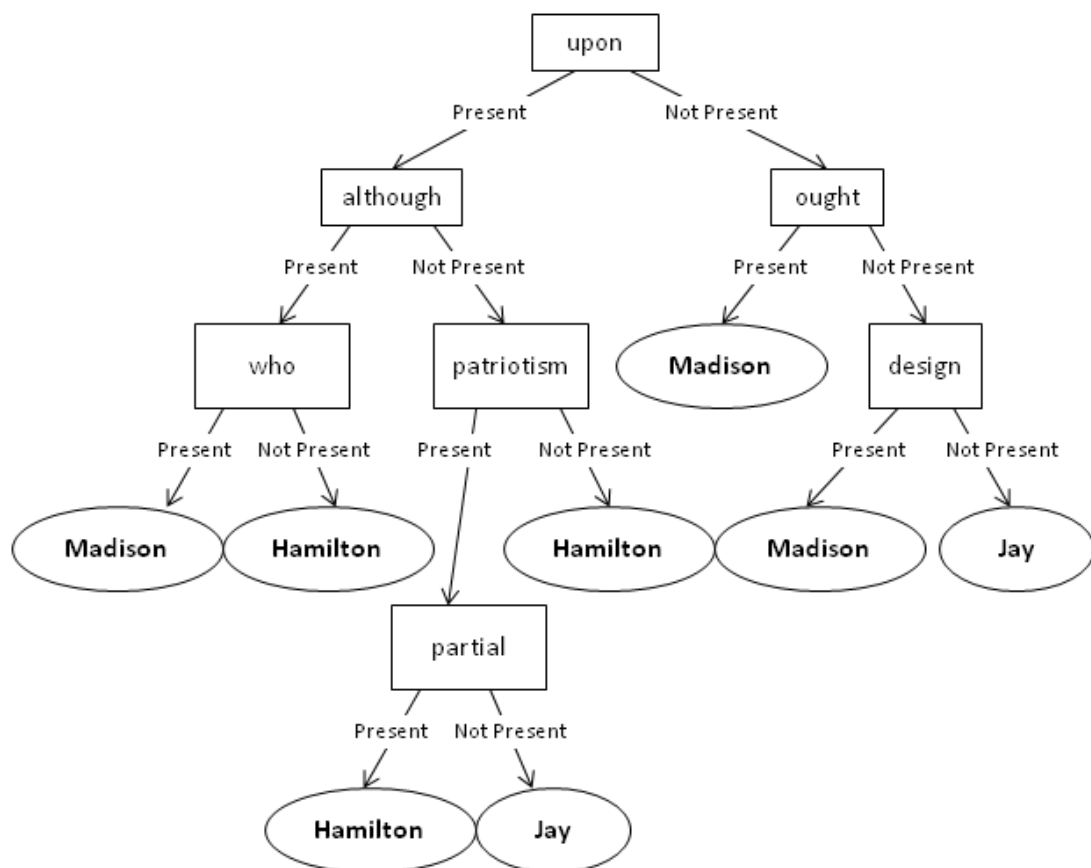 upon
Present
Not Present
although
ought
Present
Not Present
Present
Not Present
who
patriotism
Madison
design
Present
Not Present
Present
Not Present
Present
Not Present
Madison
Hamilton
Hamilton
Madison
Jay
partial
Present
Not Present
Hamilton
Jay